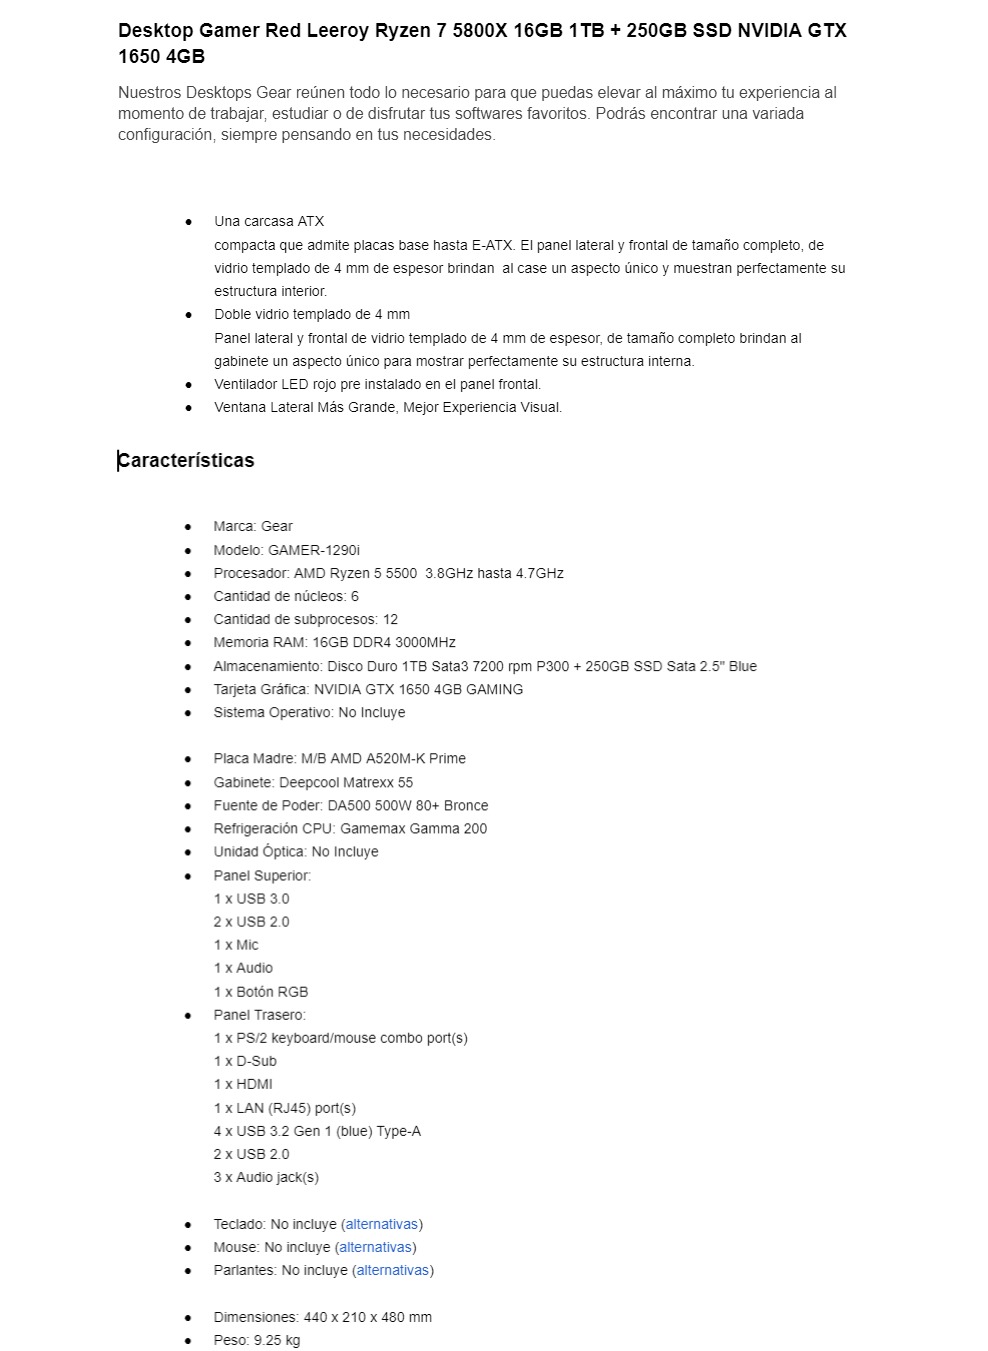 Desktop Gamer Red Leeroy Ryzen 7 5800X 16GB 1TB + 250GB SSD NVIDIA GTX
1650 4GB
Nuestros Desktops Gear reúnen todo lo necesario para que puedas elevar al máximo tu experiencia al
momento de trabajar, estudiar o de disfrutar tus softwares favoritos. Podrás encontrar una variada
configuración, siempre pensando en tus necesidades.
● Una carcasa ATX
compacta que admite placas base hasta E-ATX. El panel lateral y frontal de tamaño completo, de
vidrio templado de 4 mm de espesor brindan  al case un aspecto único y muestran perfectamente su
estructura interior.
● Doble vidrio templado de 4 mm
Panel lateral y frontal de vidrio templado de 4 mm de espesor, de tamaño completo brindan al
gabinete un aspecto único para mostrar perfectamente su estructura interna.
● Ventilador LED rojo pre instalado en el panel frontal.
● Ventana Lateral Más Grande, Mejor Experiencia Visual.
Características
● Marca: Gear
● Modelo: GAMER-1290i
● Procesador: AMD Ryzen 5 5500  3.8GHz hasta 4.7GHz
● Cantidad de núcleos: 6
● Cantidad de subprocesos: 12
● Memoria RAM: 16GB DDR4 3000MHz
● Almacenamiento: Disco Duro 1TB Sata3 7200 rpm P300 + 250GB SSD Sata 2.5" Blue
● Tarjeta Gráfica: NVIDIA GTX 1650 4GB GAMING
● Sistema Operativo: No Incluye
● Placa Madre: M/B AMD A520M-K Prime
● Gabinete: Deepcool Matrexx 55
● Fuente de Poder: DA500 500W 80+ Bronce
● Refrigeración CPU: Gamemax Gamma 200
● Unidad Óptica: No Incluye
● Panel Superior:
1 x USB 3.0
2 x USB 2.0
1 x Mic
1 x Audio
1 x Botón RGB
● Panel Trasero:
1 x PS/2 keyboard/mouse combo port(s)
1 x D-Sub
1 x HDMI
1 x LAN (RJ45) port(s)
4 x USB 3.2 Gen 1 (blue) Type-A
2 x USB 2.0
3 x Audio jack(s)
● Teclado: No incluye (alternativas)
● Mouse: No incluye (alternativas)
● Parlantes: No incluye (alternativas)
● Dimensiones: 440 x 210 x 480 mm
● Peso: 9.25 kg